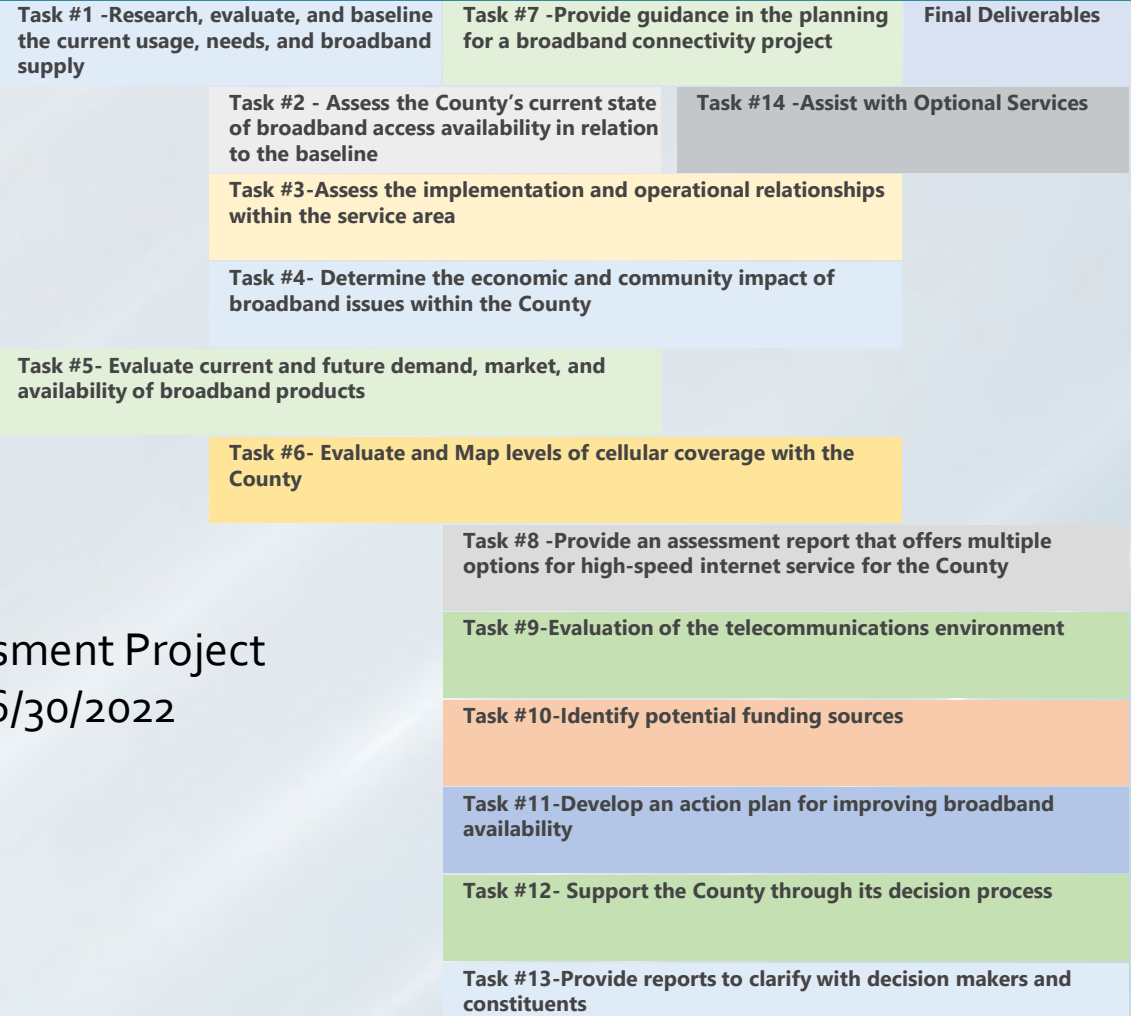 Task #1 -Research, evaluate, and baseline
the current usage, needs, and broadband
supply
Task #7 -Provide guidance in the planning
for a broadband connectivity project
Final Deliverables
Task #2 - Assess the County's current state
of broadband access availability in relation
to the baseline
Task #14 -Assist with Optional Services
Task #3-Assess the implementation and operational relationships
within the service area
Task #4- Determine the economic and community impact of
broadband issues within the County
Task #5- Evaluate current and future demand, market, and
availability of broadband products
Task #6- Evaluate and Map levels of cellular coverage with the
County
Task #8 -Provide an assessment report that offers multiple
options for high-speed internet service for the County
sment Project
6/30/2022
Task #9-Evaluation of the telecommunications environment
Task #10-Identify potential funding sources
Task #11-Develop an action plan for improving broadband
availability
Task #12- Support the County through its decision process
Task #13-Provide reports to clarify with decision makers and
constituents